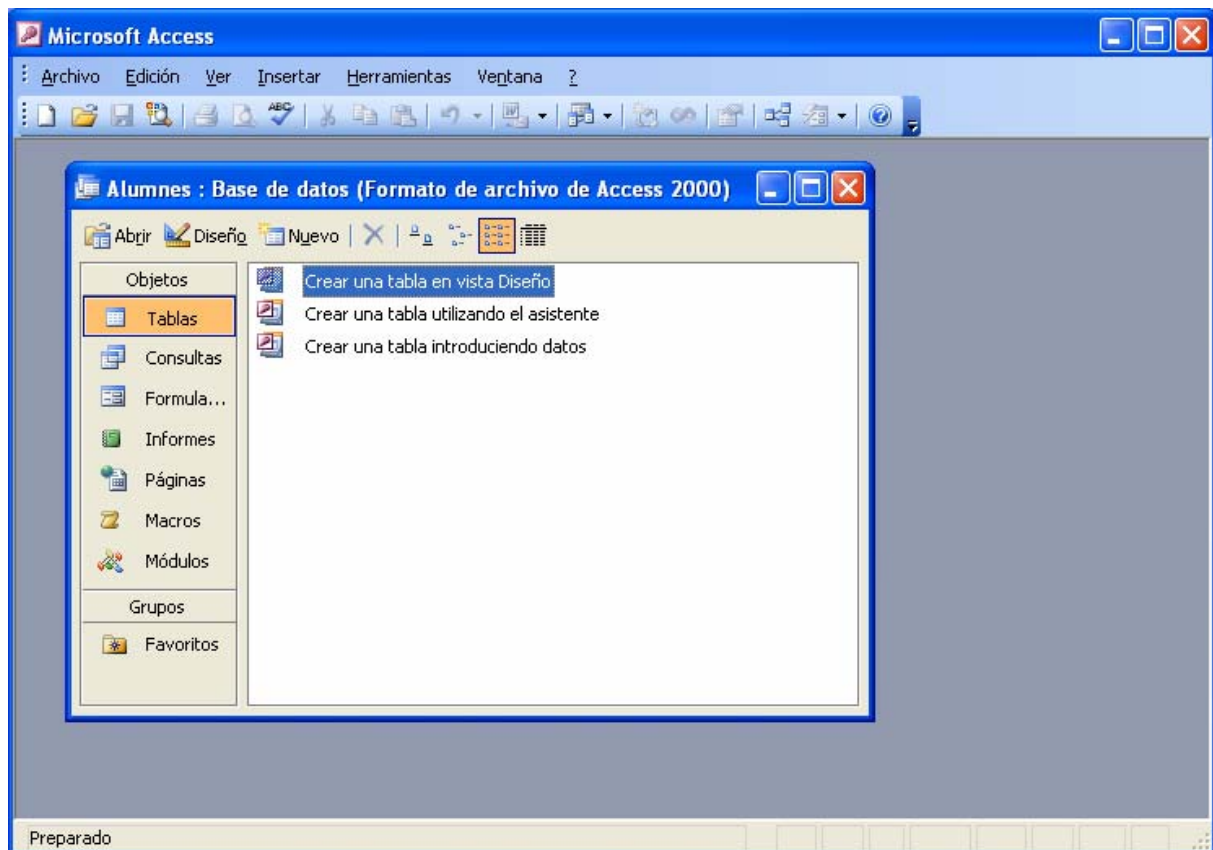 Microsoft Access
Archivo Edición Ver Insertar Herramientas Ventana ?
Alumnes : Base de datos (Formato de archivo de Access 2000)
Abrir Diseño Nuevo
Objetos
Tablas
Consultas
Formula...
Informes
Páginas
Macros
Módulos
Grupos
Favoritos
Crear una tabla en vista Diseño
Crear una tabla utilizando el asistente
Crear una tabla introduciendo datos
Preparado